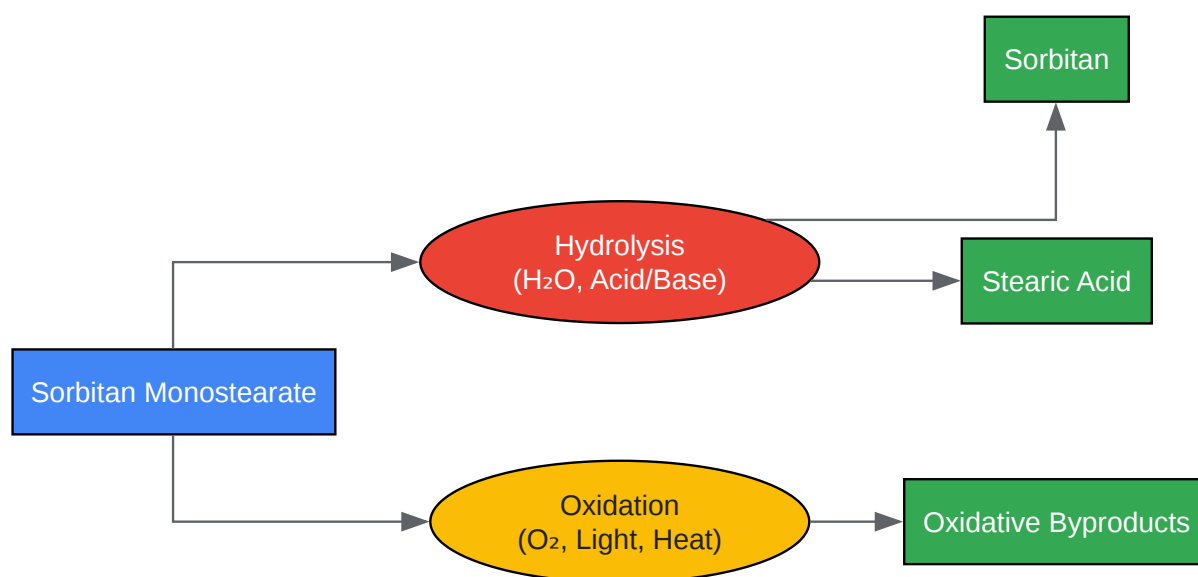 Sorbitan
Hydrolysis
(H₂O, Acid/Base)
Stearic Acid
Sorbitan Monostearate
Oxidation
(O₂, Light, Heat)
Oxidative Byproducts